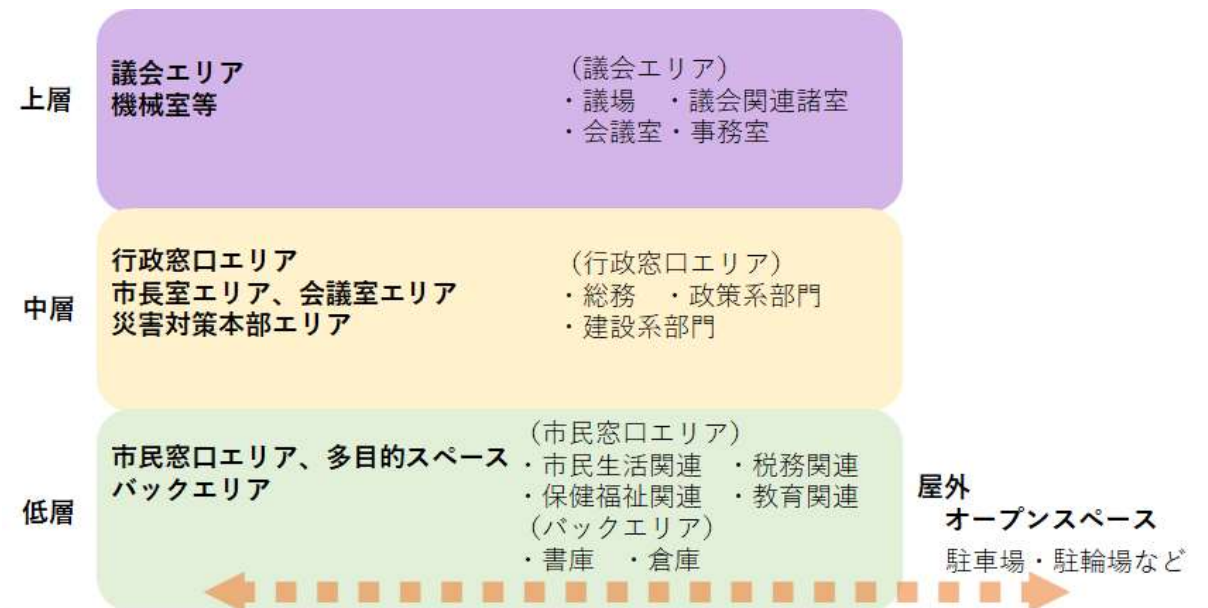 上層
議会エリア
機械室等
（議会エリア）
・議場　・議会関連諸室
・会議室・事務室
中層
行政窓口エリア
市長室エリア、会議室エリア
災害対策本部エリア
（行政窓口エリア）
・総務　・政策系部門
・建設系部門
低層
市民窓口エリア、多目的スペース
バックエリア
（市民窓口エリア）
・市民生活関連　・税務関連
・保健福祉関連　・教育関連
（バックエリア）
・書庫　・倉庫
屋外
オープンスペース
駐車場・駐輪場など